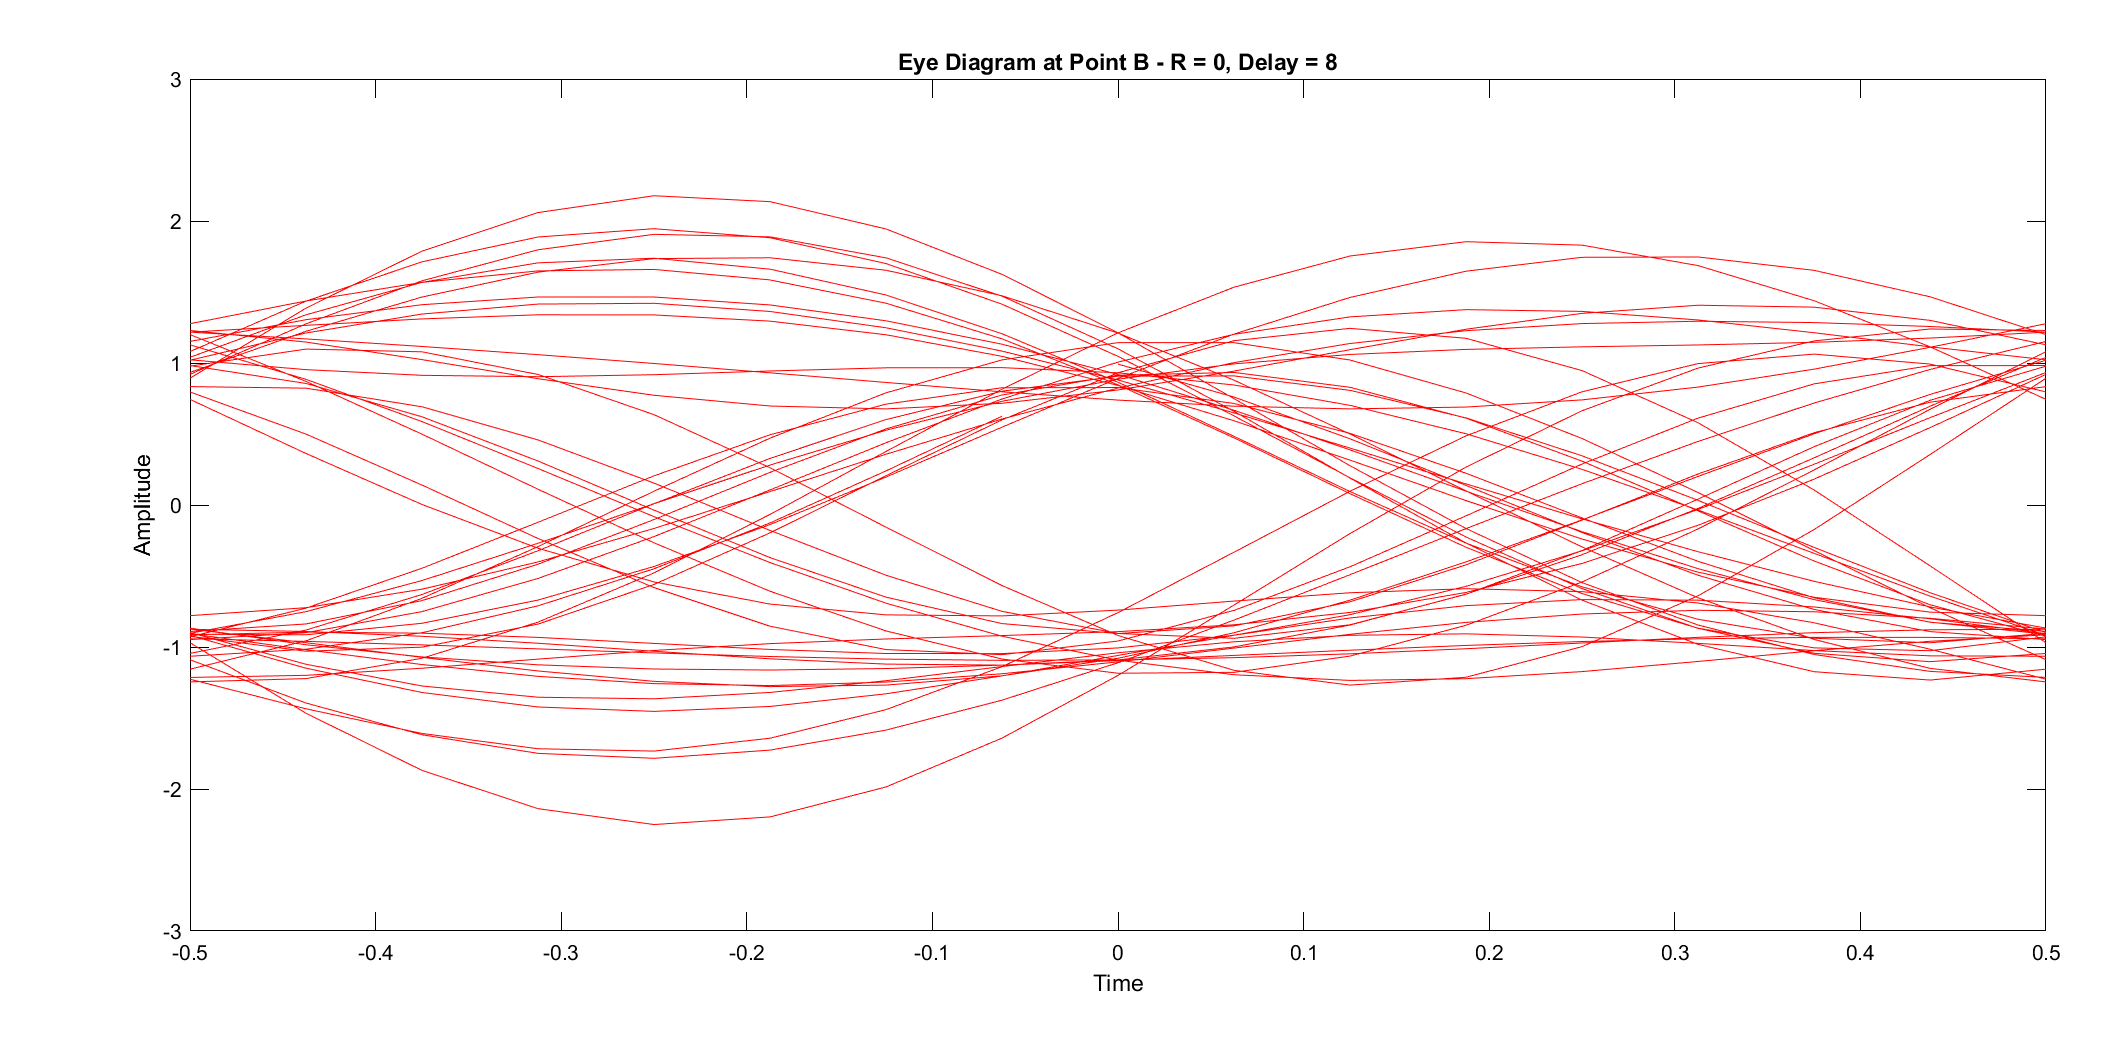 Eye Diagram at Point B - R = 0, Delay = 8
3
2
1
0
-1
-2
-3
Amplitude
-0.5 -0.4 -0.3 -0.2 -0.1 0 0.1 0.2 0.3 0.4 0.5
Time